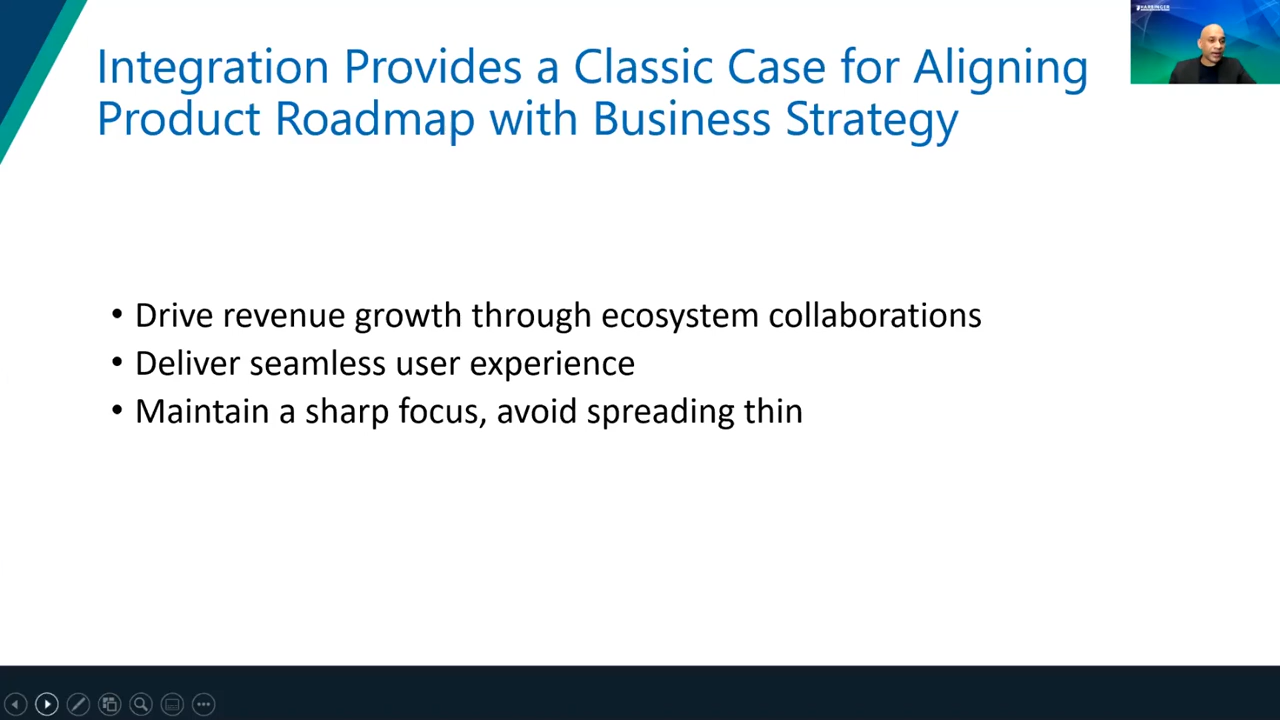 Integration Provides a Classic Case for Aligning
Product Roadmap with Business Strategy
HARBINGER
• Drive revenue growth through ecosystem collaborations
• Deliver seamless user experience
• Maintain a sharp focus, avoid spreading thin